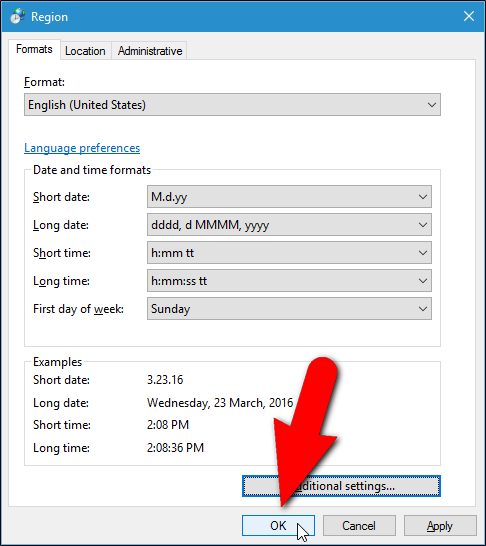 Region
Formats Location Administrative
Format:
English (United States)
Language preferences
Date and time formats
Short date: M.d.yy
Long date: dddd, d MMMM, yyyy
Short time: h:mm tt
Long time: h:mm:ss tt
First day of week: Sunday
Examples
Short date: 3.23.16
Long date: Wednesday, 23 March, 2016
Short time: 2:08 PM
Long time: 2:08:36 PM
settings...
OK Cancel Apply